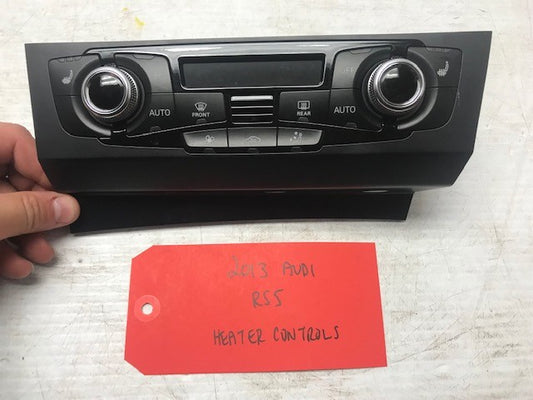 AUTO
FRONT
REAR
AUTO
2013 AUDI
RS5
HEATER CONTROLS